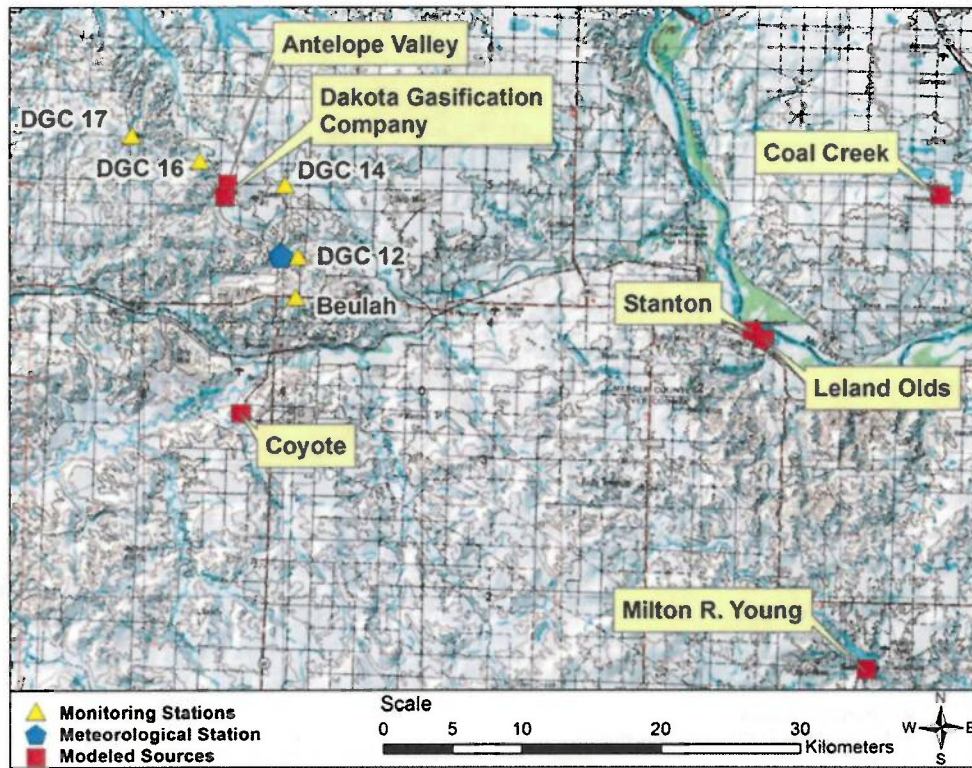 Antelope Valley
Dakota Gasification
Company
DGC 17
DGC 16
DGC 14
Coal Creek
DGC 12
Beulah
Stanton
Leland Olds
Coyote
Milton R. Young
Monitoring Stations
Meteorological Station
Modeled Sources
Scale
0 5 10 20 30
Kilometers
N
W E
S